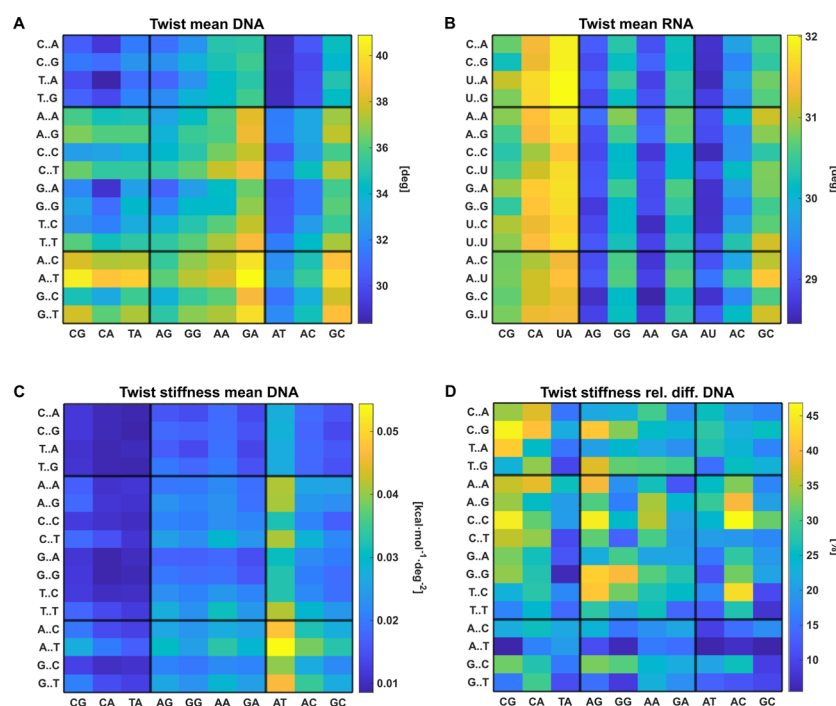 A
Twist mean DNA
C..A
C..G
T..A
T..G
A..A
A..G
C..C
C..T
G..A
G..G
T..C
T..T
A..C
A..T
G..C
G..T
CG CA TA AG GG AA GA AT AC GC
40
38
36
34
32
30
[deg]
B
Twist mean RNA
C..A
C..G
U..A
U..G
A..A
A..G
C..C
C..U
G..A
G..G
U..C
U..U
A..C
A..U
G..C
G..U
CG CA UA AG GG AA GA AU AC GC
32
31
30
29
[deg]
C
Twist stiffness mean DNA
C..A
C..G
T..A
T..G
A..A
A..G
C..C
C..T
G..A
G..G
T..C
T..T
A..C
A..T
G..C
G..T
CG CA TA AG GG AA GA AT AC GC
0.05
0.04
0.03
0.02
0.01
[kcal·mol⁻¹·deg⁻²]
D
Twist stiffness rel. diff. DNA
C..A
C..G
T..A
T..G
A..A
A..G
C..C
C..T
G..A
G..G
T..C
T..T
A..C
A..T
G..C
G..T
CG CA TA AG GG AA GA AT AC GC
45
40
35
30
25
20
15
10
[%]